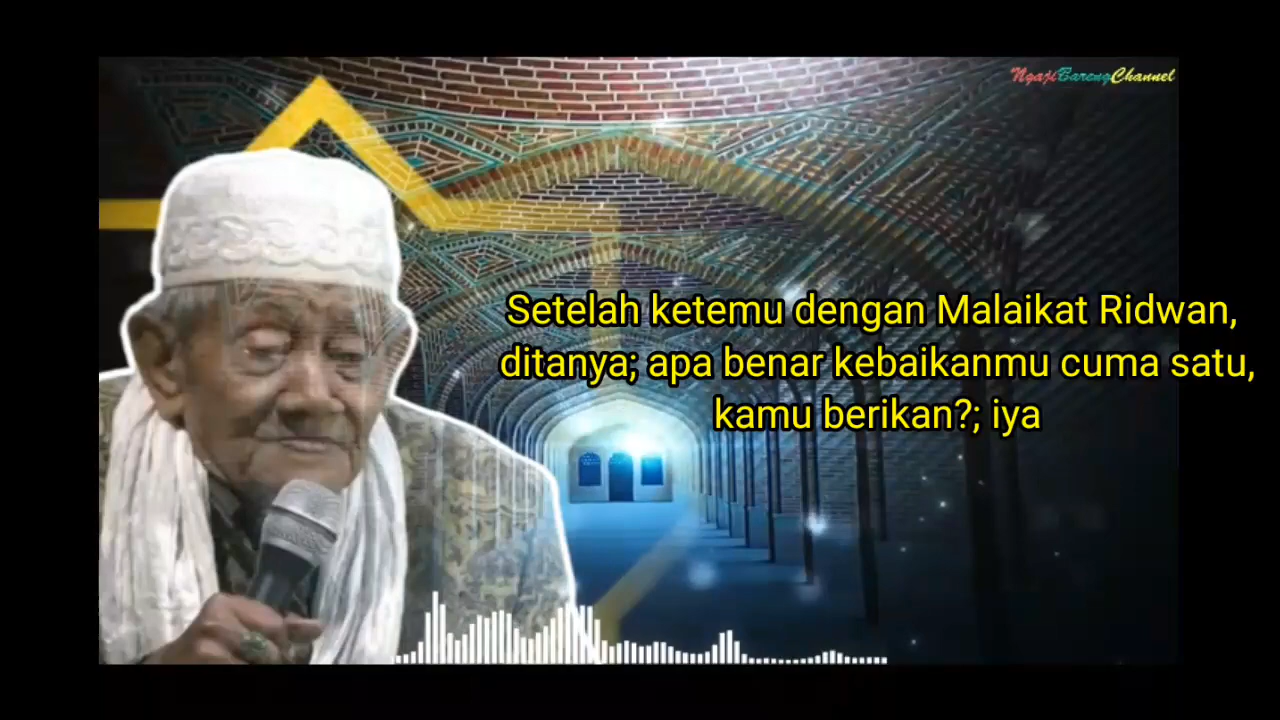 NgajiBarengChannel
Setelah ketemu dengan Malaikat Ridwan,
ditanya; apa benar kebaikanmu cuma satu,
kamu berikan?; iya